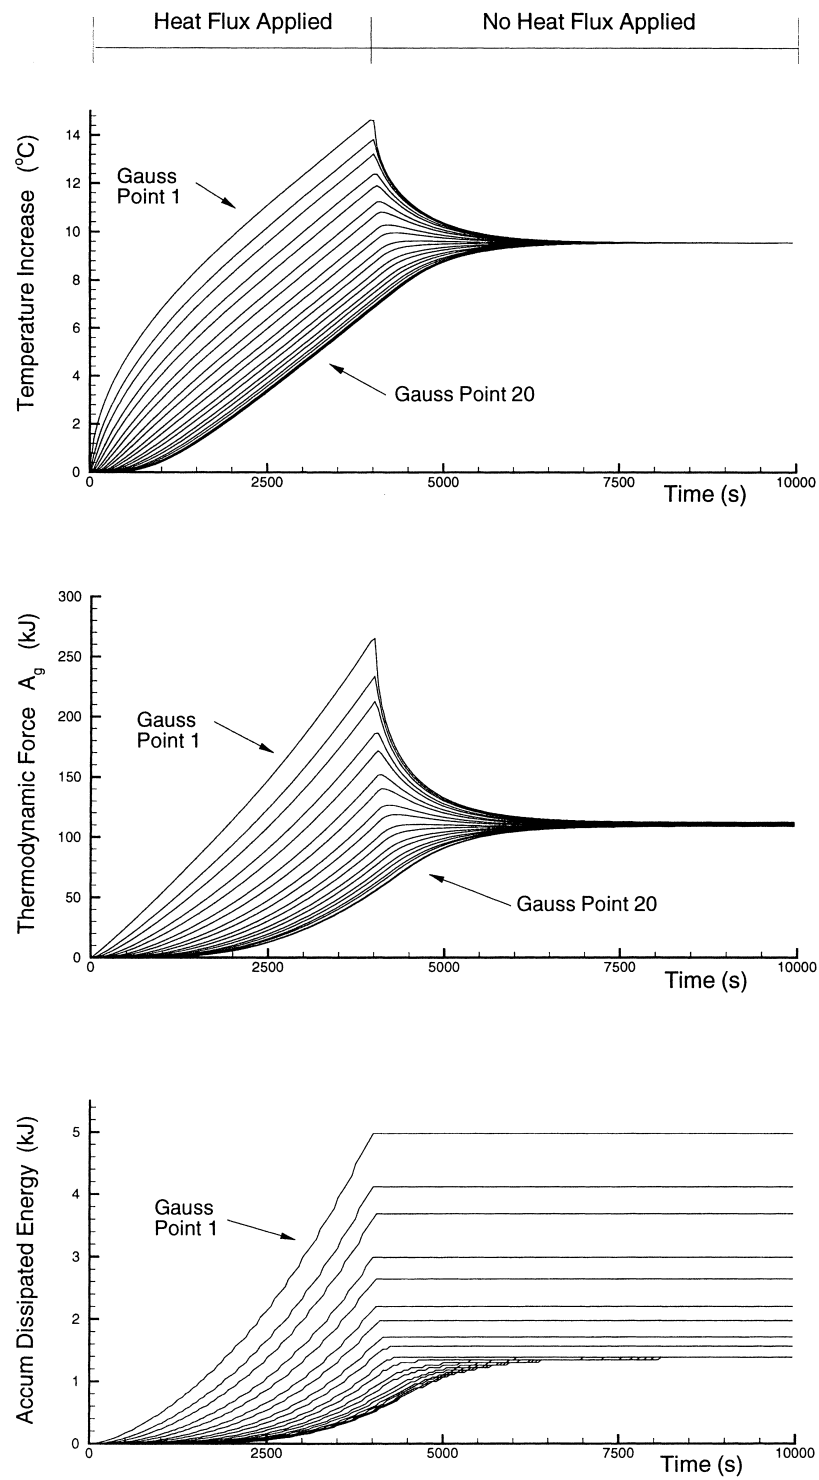 Heat Flux Applied
No Heat Flux Applied
Temperature Increase (°C)
14
12
10
8
6
4
2
0
Gauss
Point 1
Gauss Point 20
0
2500
5000
7500
10000
Time (s)
Thermodynamic Force Ag (kJ)
300
250
200
150
100
50
0
Gauss
Point 1
Gauss Point 20
0
2500
5000
7500
10000
Time (s)
Accum Dissipated Energy (kJ)
5
4
3
2
1
0
Gauss
Point 1
0
2500
5000
7500
10000
Time (s)